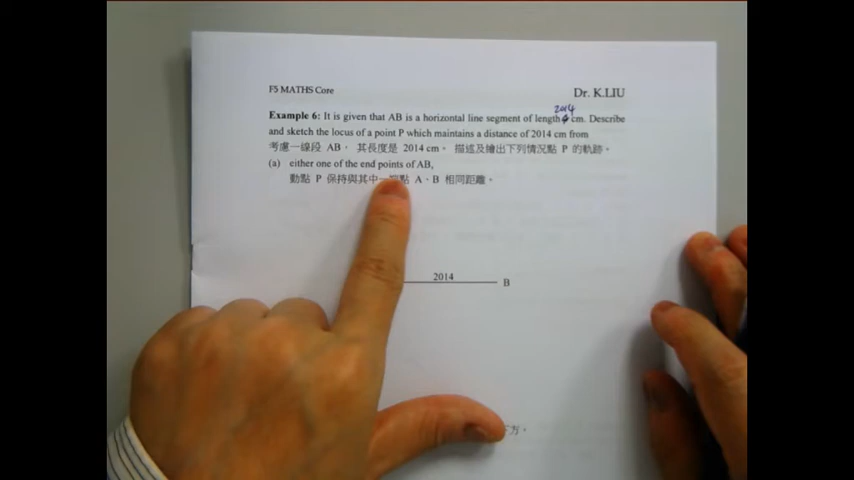 F5 MATHS Core
Dr. K.LIU
2014
Example 6: It is given that AB is a horizontal line segment of length cm. Describe
and sketch the locus of a point P which maintains a distance of 2014 cm from
考慮一線段 AB， 其長度是 2014 cm。 描述及繪出下列情況點 P 的軌跡。
(a) either one of the end points of AB,
動點 P 保持與其中一點 A、B 相同距離。
2014
B
方。